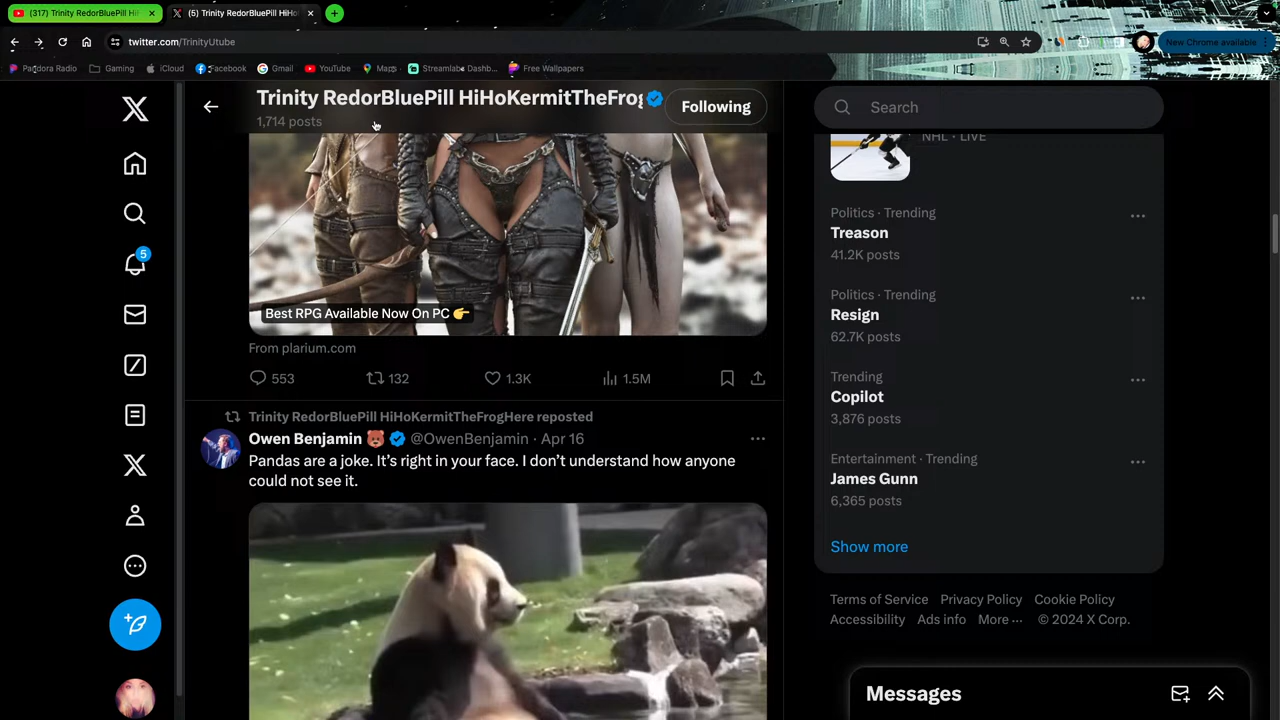 (317) Trinity RedorBluePill Hi
(5) Trinity RedorBluePill HiHo
twitter.com/TrinityUtube
New Chrome available
Pandora Radio
Gaming
iCloud
Facebook
Gmail
YouTube
Maps
Streamlabs Dashb...
Free Wallpapers
Trinity RedorBluePill HiHoKermitTheFrog
1,714 posts
Following
Best RPG Available Now On PC 👉
From plarium.com
553
132
1.3K
1.5M
Trinity RedorBluePill HiHoKermitTheFrogHere reposted
Owen Benjamin 🐻 @OwenBenjamin · Apr 16
Pandas are a joke. It's right in your face. I don't understand how anyone
could not see it.
5
Search
NHL · LIVE
Politics · Trending
Treason
41.2K posts
Politics · Trending
Resign
62.7K posts
Trending
Copilot
3,876 posts
Entertainment · Trending
James Gunn
6,365 posts
Show more
Terms of Service Privacy Policy Cookie Policy
Accessibility Ads info More ··· © 2024 X Corp.
Messages